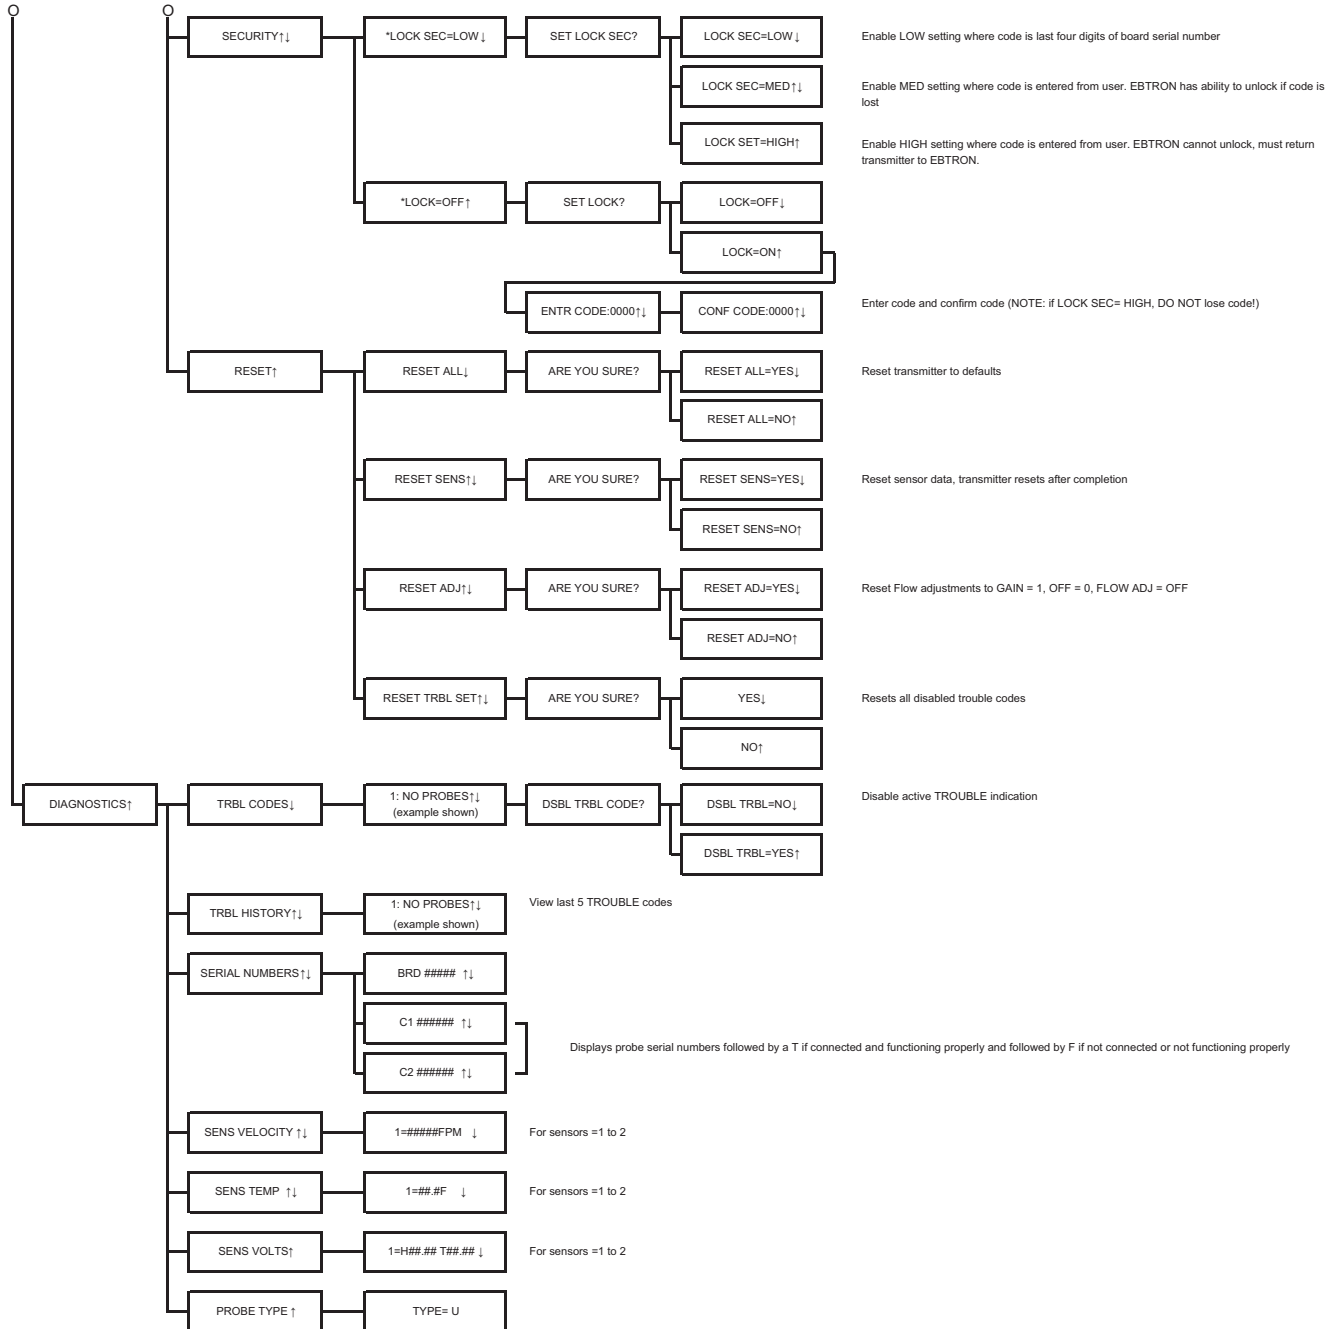 O O
SECURITY↑↓ *LOCK SEC=LOW↓ SET LOCK SEC? LOCK SEC=LOW↓ Enable LOW setting where code is last four digits of board serial number
LOCK SEC=MED↑↓ Enable MED setting where code is entered from user. EBTRON has ability to unlock if code is
lost
LOCK SET=HIGH↑ Enable HIGH setting where code is entered from user. EBTRON cannot unlock, must return
transmitter to EBTRON.
*LOCK=OFF↑ SET LOCK? LOCK=OFF↓
LOCK=ON↑
ENTR CODE:0000↑↓ CONF CODE:0000↑↓ Enter code and confirm code (NOTE: if LOCK SEC= HIGH, DO NOT lose code!)
RESET↑ RESET ALL↓ ARE YOU SURE? RESET ALL=YES↓ Reset transmitter to defaults
RESET ALL=NO↑
RESET SENS↑↓ ARE YOU SURE? RESET SENS=YES↓ Reset sensor data, transmitter resets after completion
RESET SENS=NO↑
RESET ADJ↑↓ ARE YOU SURE? RESET ADJ=YES↓ Reset Flow adjustments to GAIN = 1, OFF = 0, FLOW ADJ = OFF
RESET ADJ=NO↑
RESET TRBL SET↑↓ ARE YOU SURE? YES↓ Resets all disabled trouble codes
NO↑
DIAGNOSTICS↑ TRBL CODES↓ 1: NO PROBES↑↓ DSBL TRBL CODE? DSBL TRBL=NO↓ Disable active TROUBLE indication
(example shown)
DSBL TRBL=YES↑
TRBL HISTORY↑↓ 1: NO PROBES↑↓ View last 5 TROUBLE codes
(example shown)
SERIAL NUMBERS↑↓ BRD ##### ↑↓
C1 ###### ↑↓
Displays probe serial numbers followed by a T if connected and functioning properly and followed by F if not connected or not functioning properly
C2 ###### ↑↓
SENS VELOCITY ↑↓ 1=#####FPM ↓ For sensors =1 to 2
SENS TEMP ↑↓ 1=##.#F ↓ For sensors =1 to 2
SENS VOLTS↑ 1=H##.## T##.## ↓ For sensors =1 to 2
PROBE TYPE ↑ TYPE= U